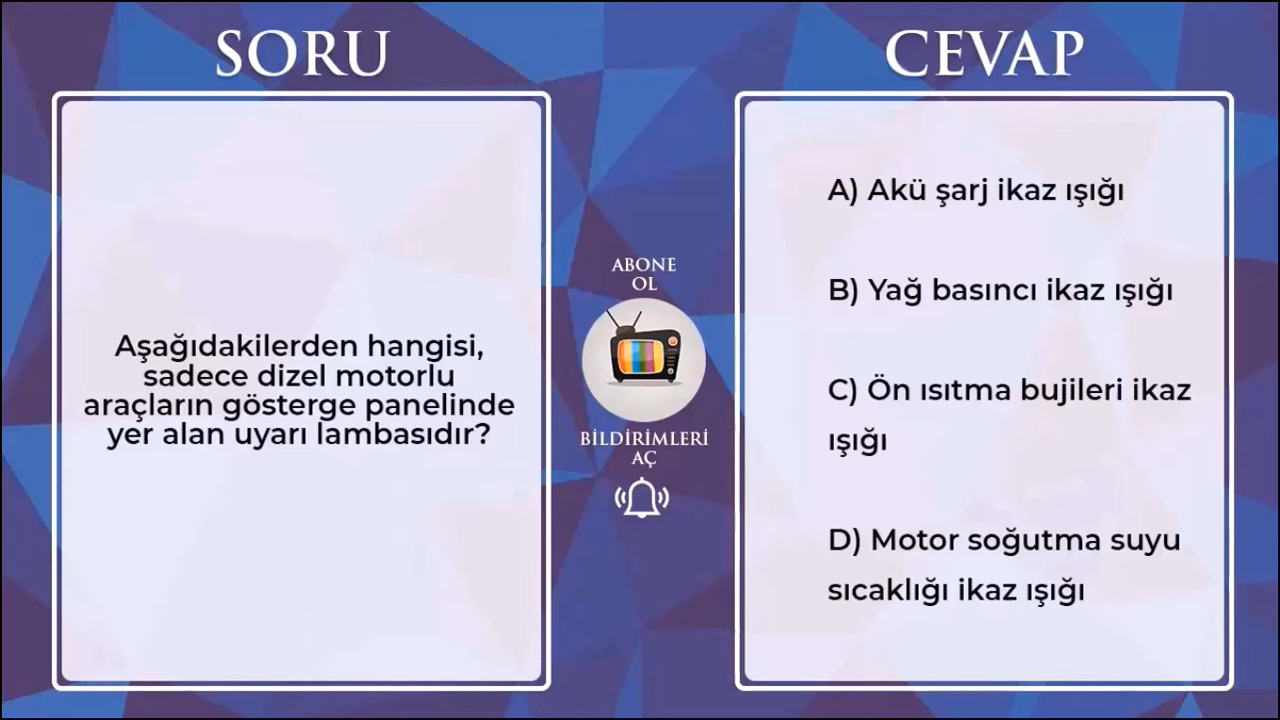 SORU
Aşağıdakilerden hangisi,
sadece dizel motorlu
araçların gösterge panelinde
yer alan uyarı lambasıdır?
ABONE
OL
BİLDİRİMLERİ
AÇ
CEVAP
A) Akü şarj ikaz ışığı
B) Yağ basıncı ikaz ışığı
C) Ön ısıtma bujileri ikaz
ışığı
D) Motor soğutma suyu
sıcaklığı ikaz ışığı